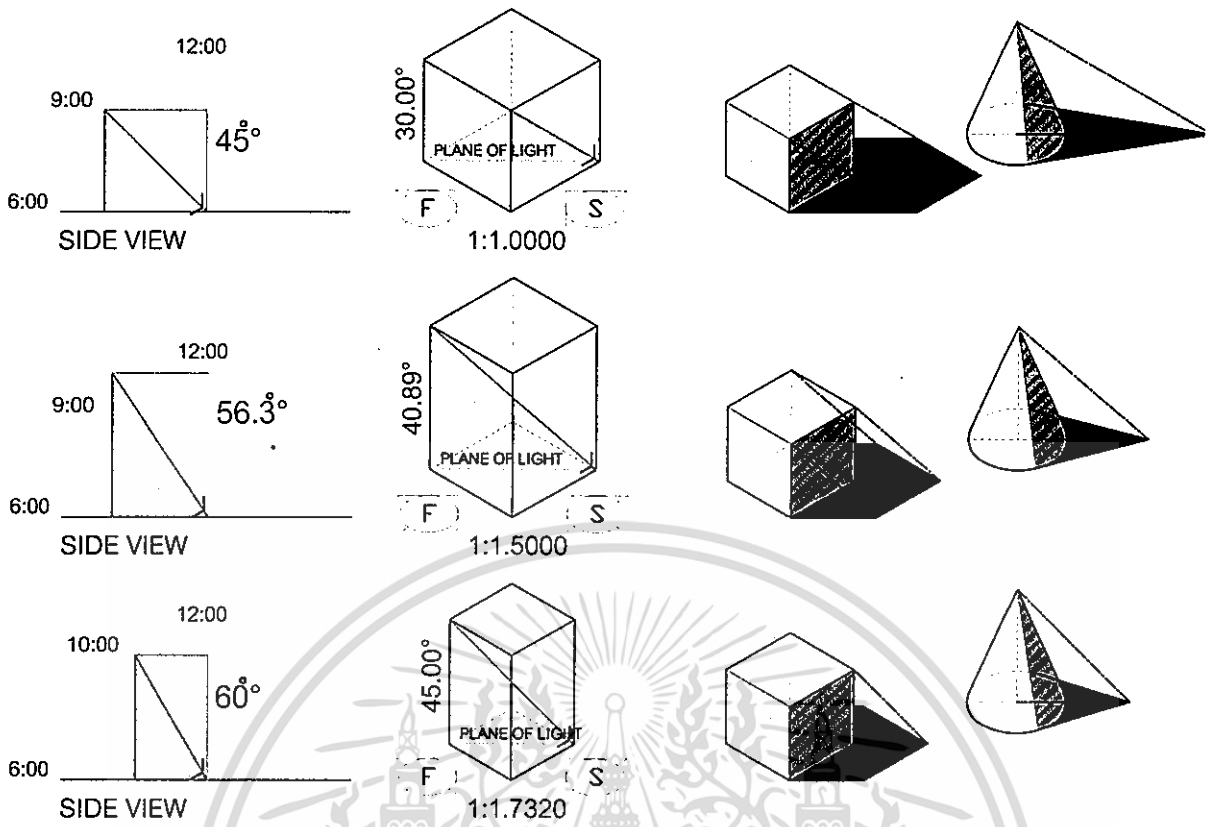 12:00
9:00
45°
6:00
SIDE VIEW
30.00°
PLANE OF LIGHT
F
S
1:1.0000
12:00
9:00
56.3°
6:00
SIDE VIEW
40.89°
PLANE OF LIGHT
F
S
1:1.5000
12:00
10:00
60°
6:00
SIDE VIEW
45.00°
PLANE OF LIGHT
F
S
1:1.7320